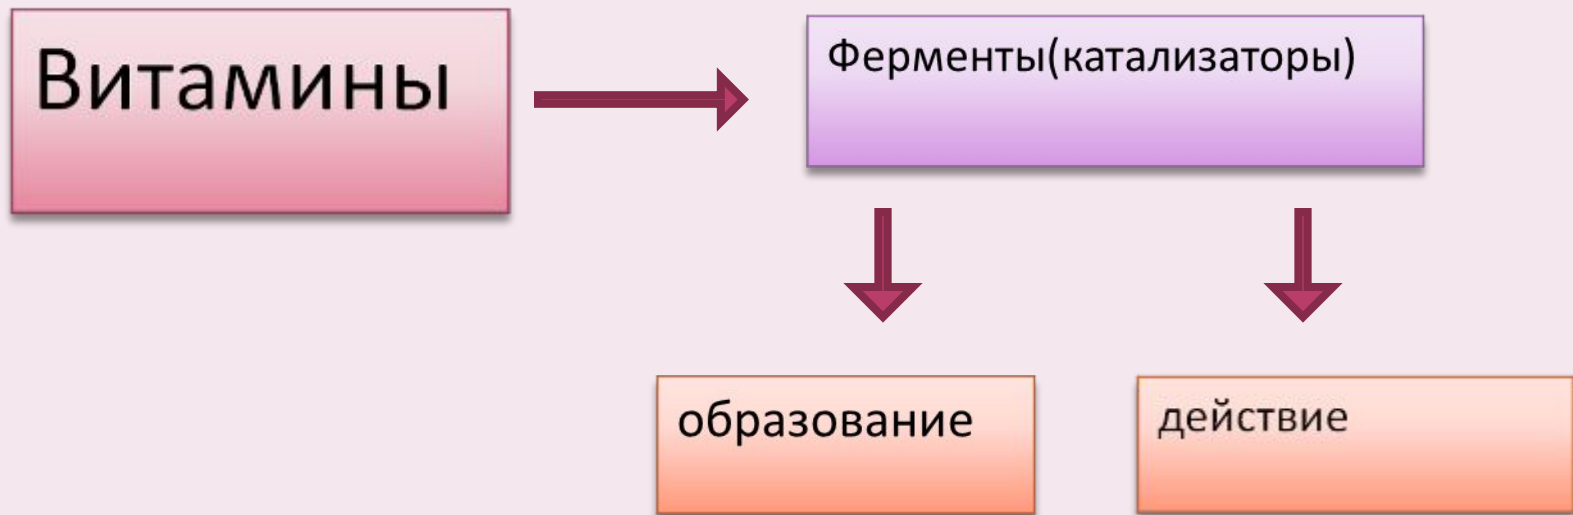 Витамины
Ферменты(катализаторы)
образование
действие